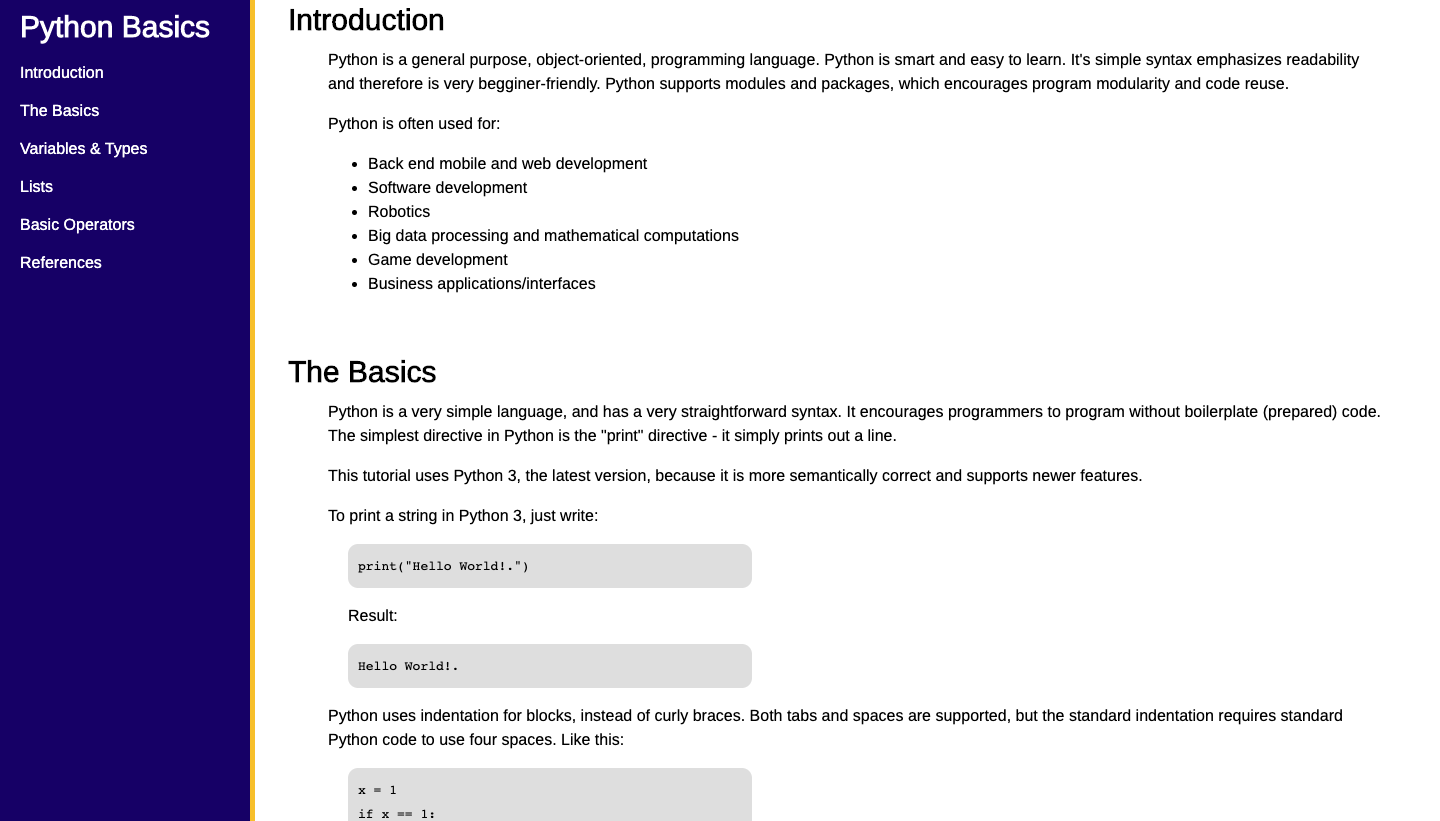 Python Basics
Introduction
The Basics
Variables & Types
Lists
Basic Operators
References
Introduction
Python is a general purpose, object-oriented, programming language. Python is smart and easy to learn. It's simple syntax emphasizes readability
and therefore is very begginer-friendly. Python supports modules and packages, which encourages program modularity and code reuse.
Python is often used for:
• Back end mobile and web development
• Software development
• Robotics
• Big data processing and mathematical computations
• Game development
• Business applications/interfaces
The Basics
Python is a very simple language, and has a very straightforward syntax. It encourages programmers to program without boilerplate (prepared) code.
The simplest directive in Python is the "print" directive - it simply prints out a line.
This tutorial uses Python 3, the latest version, because it is more semantically correct and supports newer features.
To print a string in Python 3, just write:
print("Hello World!.")
Result:
Hello World!.
Python uses indentation for blocks, instead of curly braces. Both tabs and spaces are supported, but the standard indentation requires standard
Python code to use four spaces. Like this:
x = 1
if x == 1: